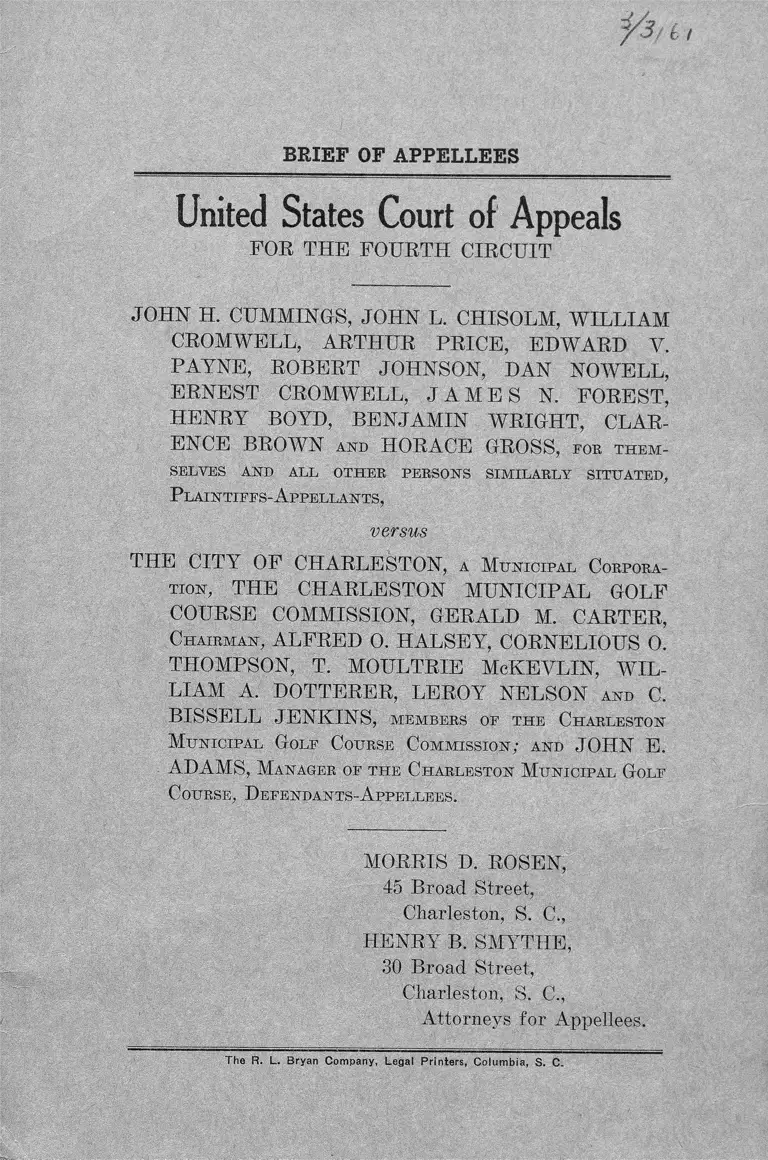 3/3/61
BRIEF OF APPELLEES
United States Court of Appeals
FOR THE FOURTH CIRCUIT
JOHN H. CUMMINGS, JOHN L. CHISOLM, WILLIAM
CROMWELL, ARTHUR PRICE, EDWARD V.
PAYNE, ROBERT JOHNSON, DAN NOWELL,
ERNEST CROMWELL, JAMES N. FOREST,
HENRY BOYD, BENJAMIN WRIGHT, CLAR-
ENCE BROWN AND HORACE GROSS, FOR THEM-
SELVES AND ALL OTHER PERSONS SIMILARLY SITUATED,
PLAINTIFFS-APPELLANTS,
versus
THE CITY OF CHARLESTON, A MUNICIPAL CORPORA-
TION, THE CHARLESTON MUNICIPAL GOLF
COURSE COMMISSION, GERALD M. CARTER,
CHAIRMAN, ALFRED O. HALSEY, CORNELIOUS O.
THOMPSON, T. MOULTRIE McKEVLIN, WIL-
LIAM A. DOTTERER, LEROY NELSON AND C.
BISSELL JENKINS, MEMBERS OF THE CHARLESTON
MUNICIPAL GOLF COURSE COMMISSION; AND JOHN E.
ADAMS, MANAGER OF THE CHARLESTON MUNICIPAL GOLF
COURSE, DEFENDANTS-APPELLEES.
MORRIS D. ROSEN,
45 Broad Street,
Charleston, S. C.,
HENRY B. SMYTHE,
30 Broad Street,
Charleston, S. C.,
Attorneys for Appellees.
The R. L. Bryan Company, Legal Printers, Columbia, S. C.